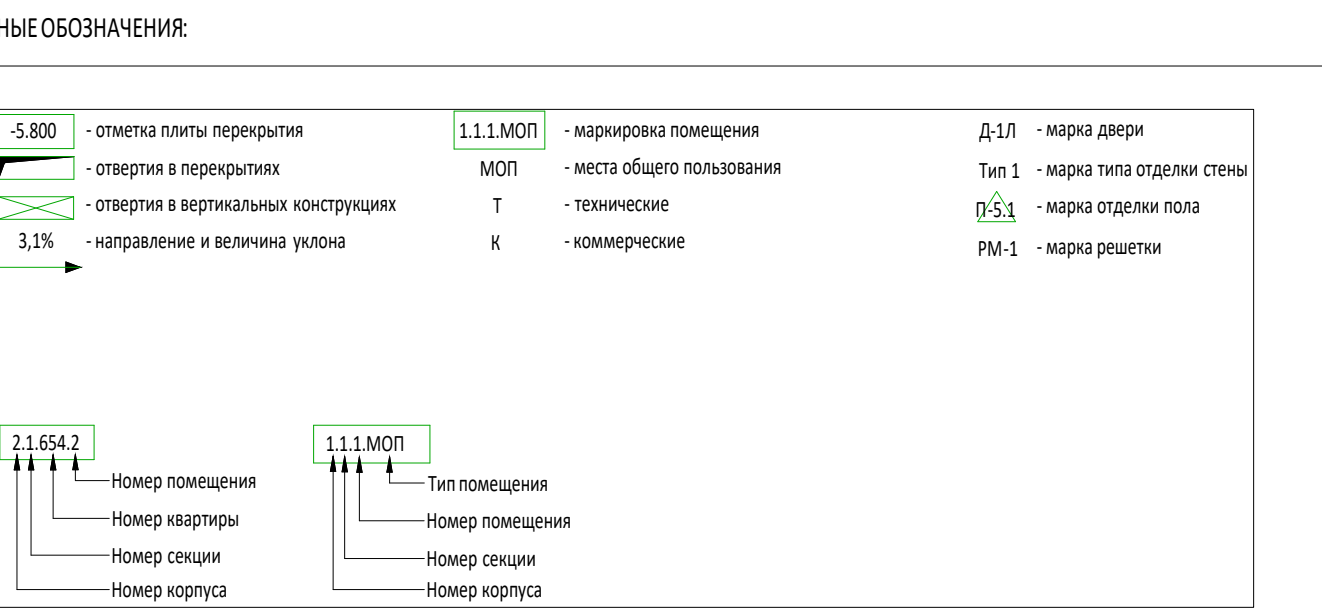 НЫЕ ОБОЗНАЧЕНИЯ:
-5.800 - отметка плиты перекрытия
- отвертия в перекрытиях
- отвертия в вертикальных конструкциях
3,1% - направление и величина уклона
1.1.1.МОП - маркировка помещения
МОП - места общего пользования
Т - технические
К - коммерческие
Д-1Л - марка двери
Тип 1 - марка типа отделки стены
П-5.1 - марка отделки пола
РМ-1 - марка решетки
2.1.654.2
Номер помещения
Номер квартиры
Номер секции
Номер корпуса
1.1.1.МОП
Тип помещения
Номер помещения
Номер секции
Номер корпуса